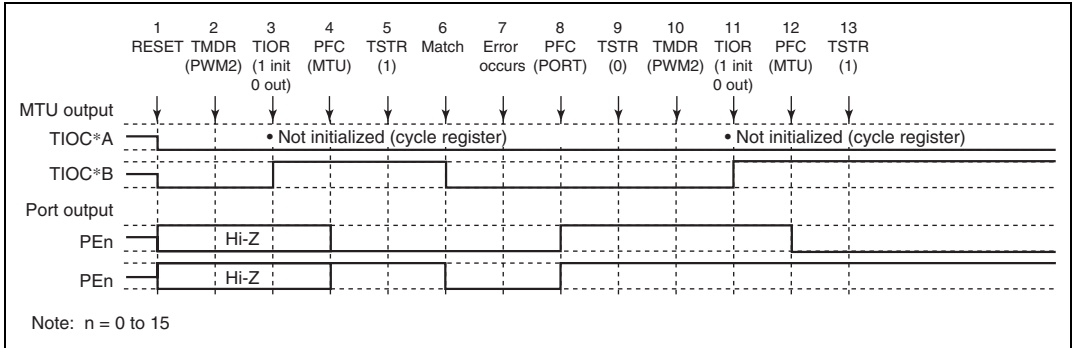 1 2 3 4 5 6 7 8 9 10 11 12 13
RESET TMDR TIOR PFC TSTR Match Error PFC TSTR TMDR TIOR PFC TSTR
(PWM2) (1 init (MTU) (1) occurs (PORT) (0) (PWM2) (1 init (MTU) (1)
0 out) 0 out)
MTU output
TIOC*A • Not initialized (cycle register) • Not initialized (cycle register)
TIOC*B
Port output
PEn Hi-Z
PEn Hi-Z
Note: n = 0 to 15